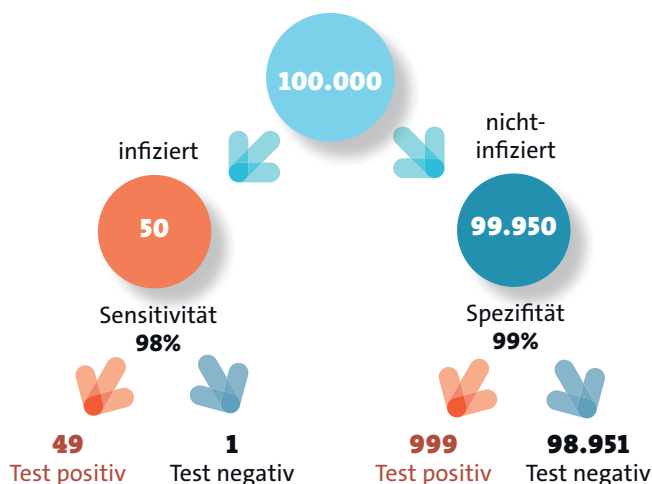 100.000
infiziert
nicht-
infiziert
50
99.950
Sensitivität
98%
Spezifität
99%
49
Test positiv
1
Test negativ
999
Test positiv
98.951
Test negativ